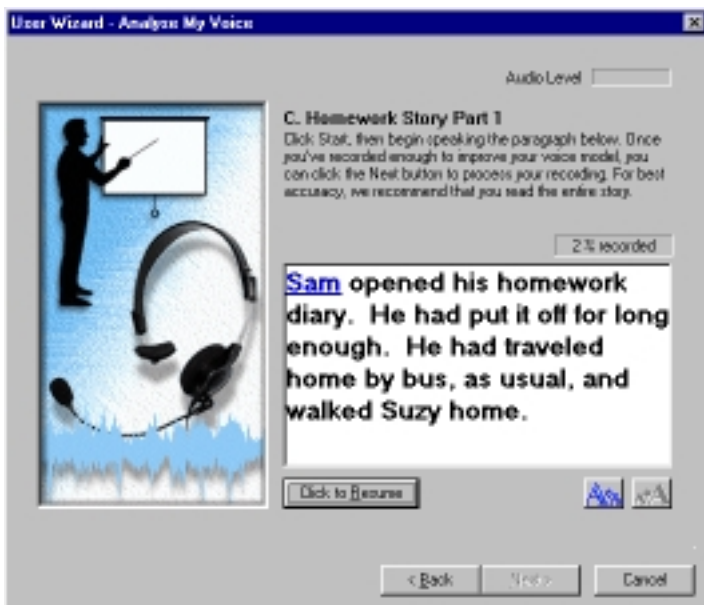 User Wizard - Analyse My Voice
Audio Level
C. Homework Story Part 1
Click Start, then begin speaking the paragraph below. Once
you've recorded enough to improve your voice model, you
can click the Next button to process your recording. For best
accuracy, we recommend that you read the entire story.
2 % recorded
Sam opened his homework
diary. He had put it off for long
enough. He had traveled
home by bus, as usual, and
walked Suzy home.
Click to Resume
< Back
Next >
Cancel